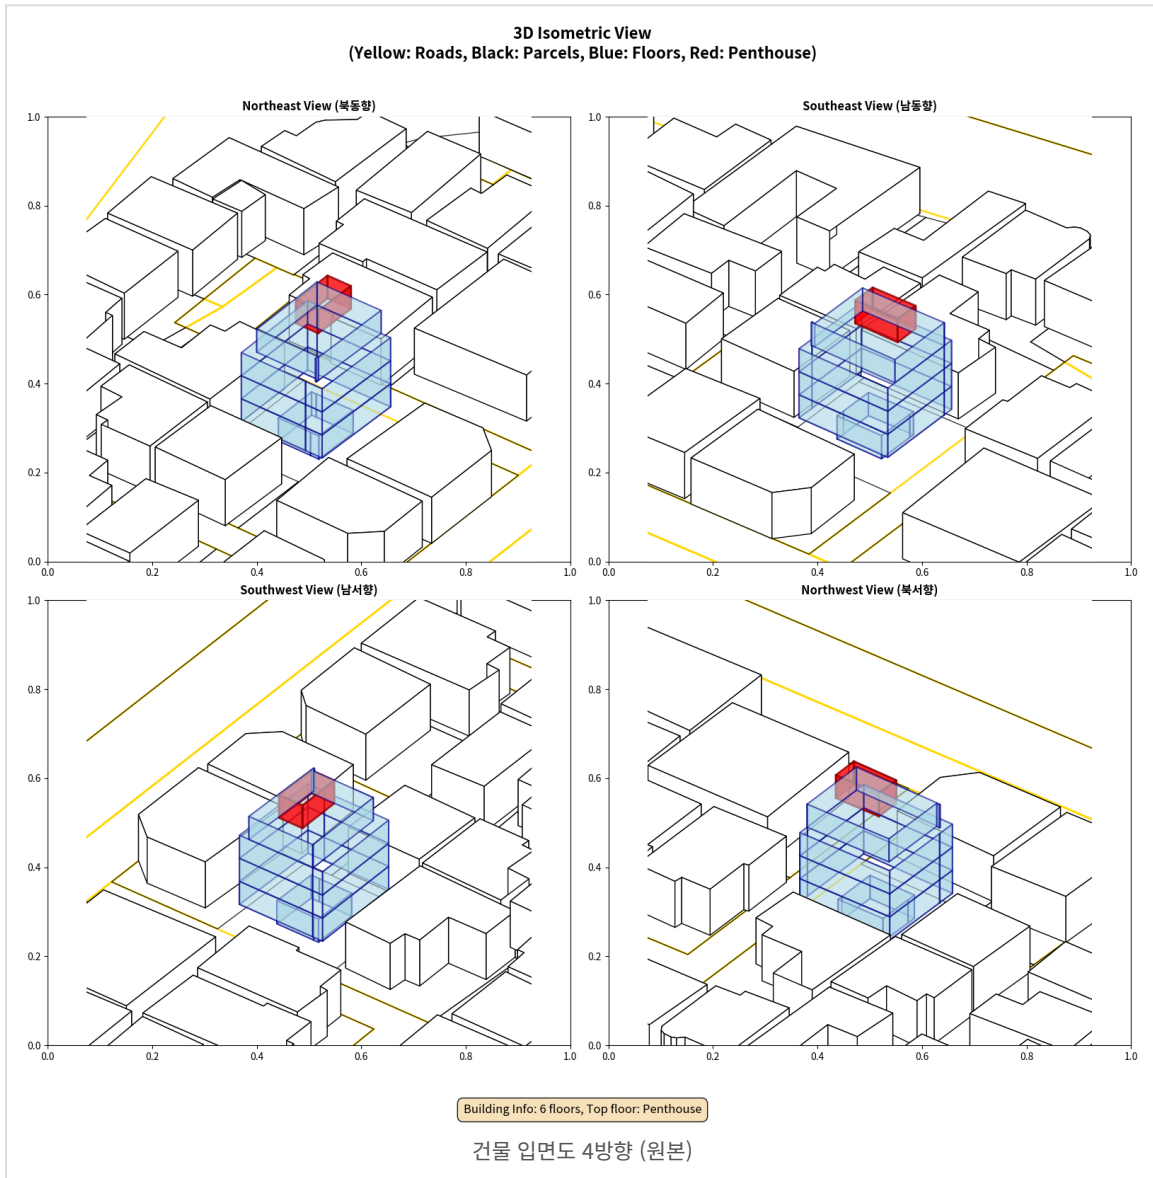 3D Isometric View
(Yellow: Roads, Black: Parcels, Blue: Floors, Red: Penthouse)
Northeast View (북동향)
1.0
0.8
0.6
0.4
0.2
0.0
0.0 0.2 0.4 0.6 0.8 1.0
Southeast View (남동향)
1.0
0.8
0.6
0.4
0.2
0.0
0.0 0.2 0.4 0.6 0.8 1.0
Southwest View (남서향)
1.0
0.8
0.6
0.4
0.2
0.0
0.0 0.2 0.4 0.6 0.8 1.0
Northwest View (북서향)
1.0
0.8
0.6
0.4
0.2
0.0
0.0 0.2 0.4 0.6 0.8 1.0
Building Info: 6 floors, Top floor: Penthouse
건물 입면도 4방향 (원본)